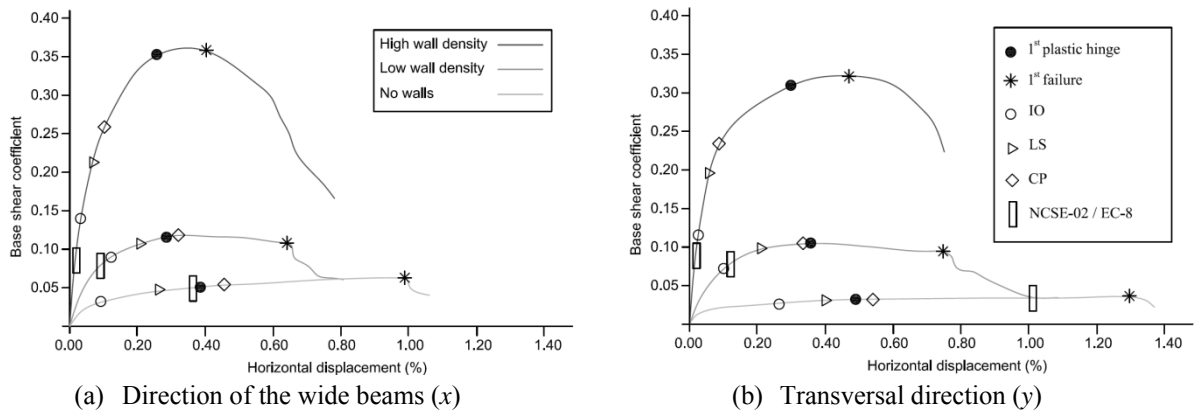 0.40
0.35
0.30
0.25
0.20
0.15
0.10
0.05
Base shear coefficient
High wall density
Low wall density
No walls
0.00 0.20 0.40 0.60 0.80 1.00 1.20 1.40
Horizontal displacement (%)
(a) Direction of the wide beams (x)
0.40
0.35
0.30
0.25
0.20
0.15
0.10
0.05
Base shear coefficient
1st plastic hinge
1st failure
IO
LS
CP
NCSE-02 / EC-8
0.00 0.20 0.40 0.60 0.80 1.00 1.20 1.40
Horizontal displacement (%)
(b) Transversal direction (y)